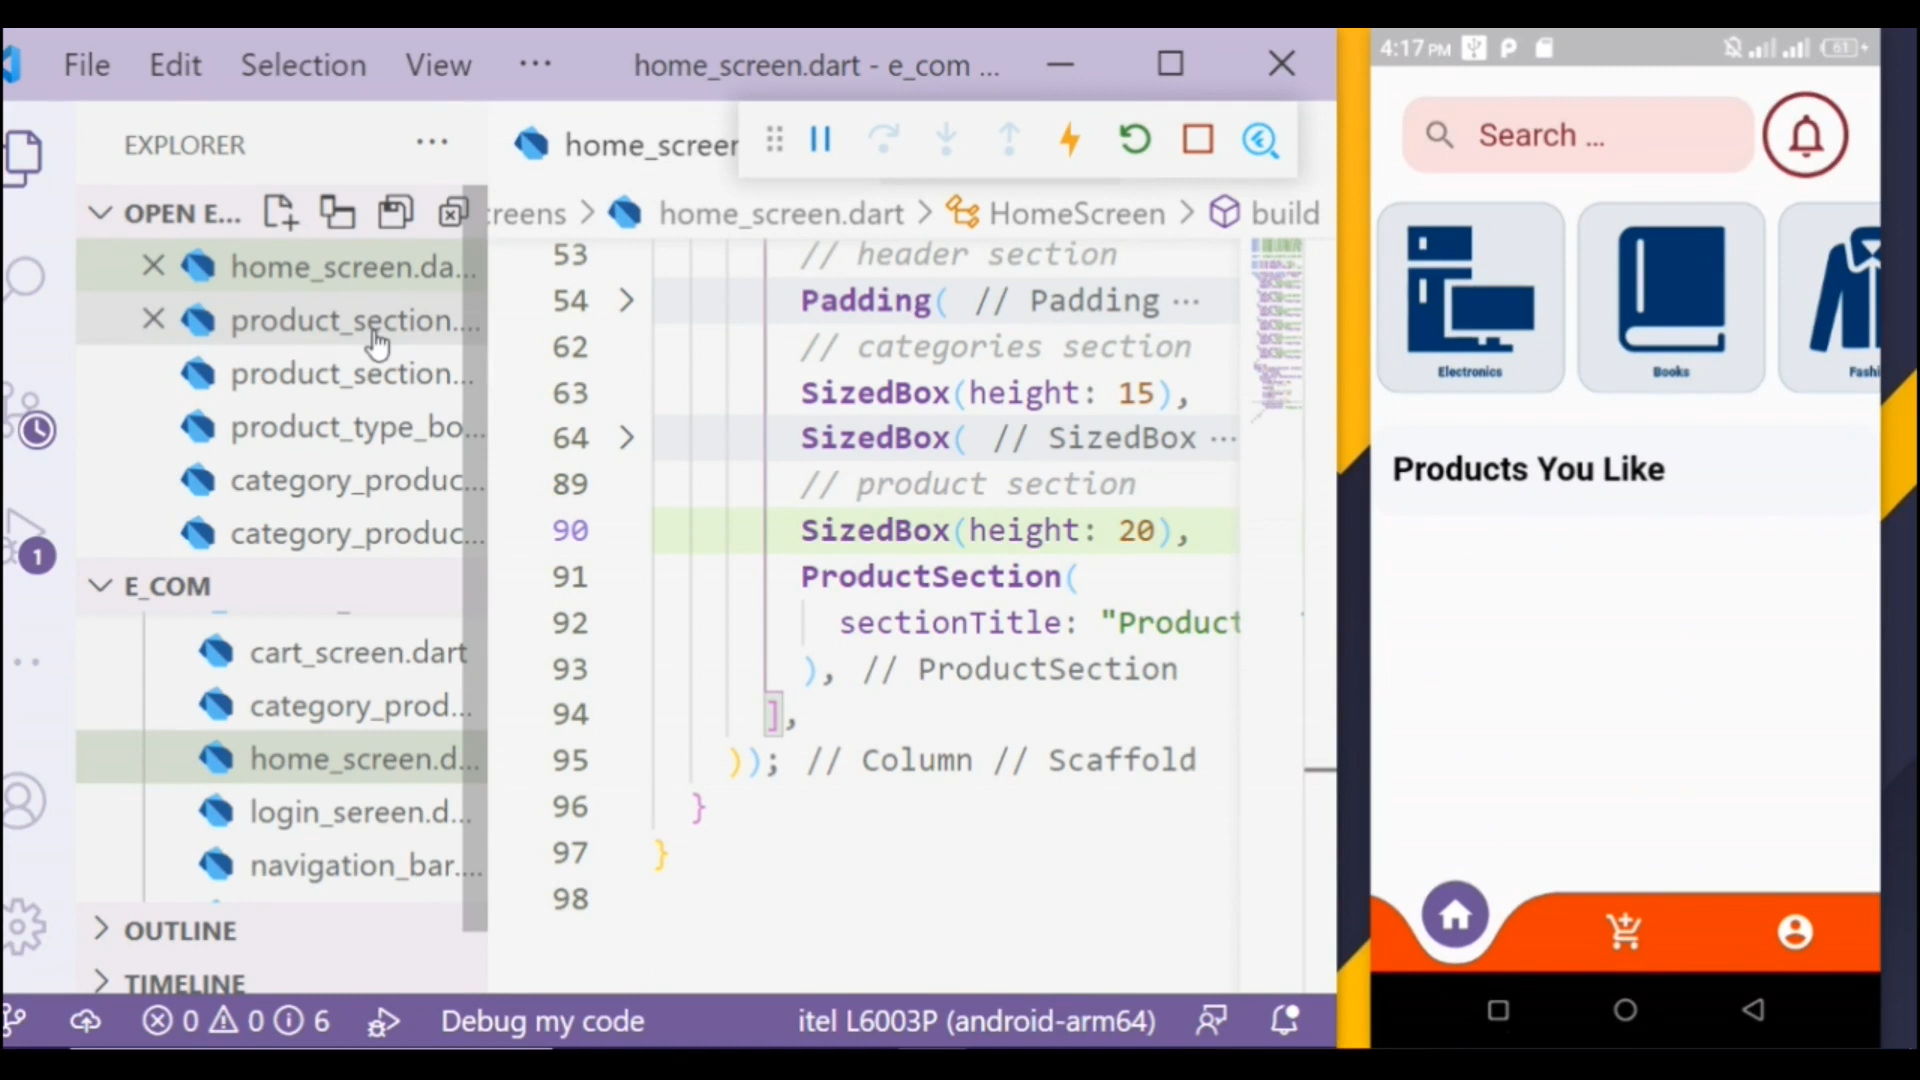 File Edit Selection View ··· home_screen.dart - e_com ...
EXPLORER ···
home_screen
OPEN E...
home_screen.da...
product_section....
product_section...
product_type_bo...
category_produc...
category_produc...
E_COM
cart_screen.dart
category_prod...
home_screen.d...
login_sereen.d...
navigation_bar....
OUTLINE
TIMELINE
creens > home_screen.dart > HomeScreen > build
53 // header section
54 > Padding( // Padding ···
62 // categories section
63 SizedBox(height: 15),
64 > SizedBox( // SizedBox ···
89 // product section
90 SizedBox(height: 20),
91 ProductSection(
92 sectionTitle: "Product
93 ), // ProductSection
94 ],
95 )); // Column // Scaffold
96 }
97 }
98
1
0 0 6 Debug my code itel L6003P (android-arm64)
4:17 PM 61
Search ...
Electronics Books Fashi
Products You Like